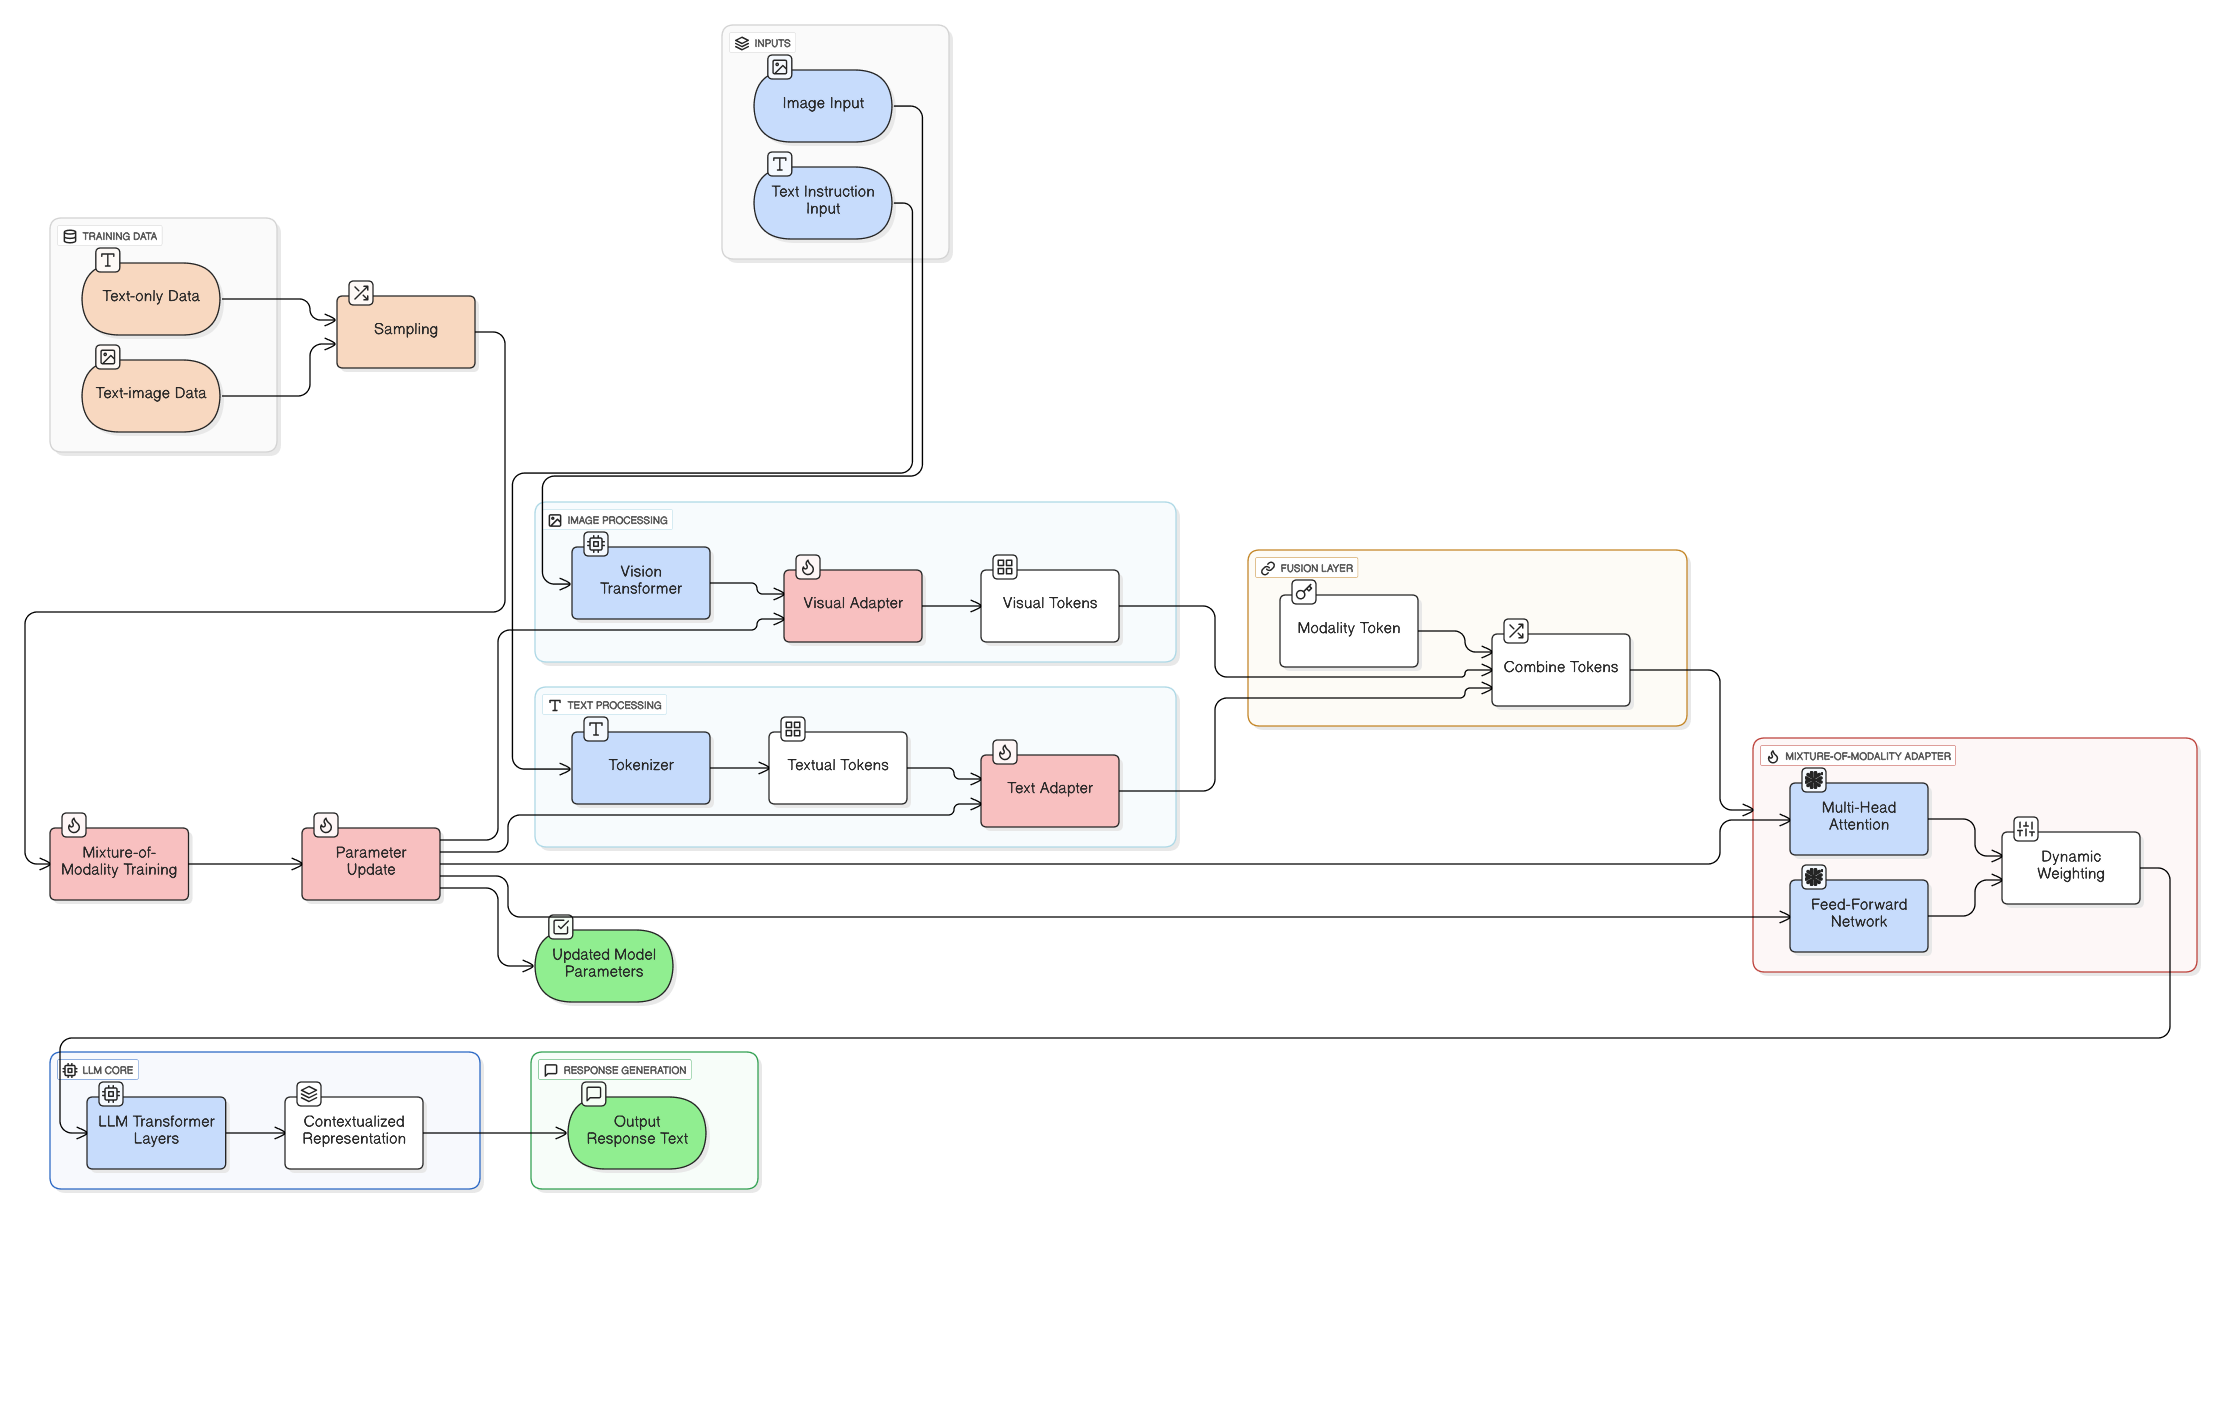 INPUTS
Image Input
Text Instruction
Input
TRAINING DATA
Text-only Data
Text-image Data
Sampling
IMAGE PROCESSING
Vision
Transformer
Visual Adapter
Visual Tokens
FUSION LAYER
Modality Token
Combine Tokens
TEXT PROCESSING
Tokenizer
Textual Tokens
Text Adapter
MIXTURE-OF-MODALITY ADAPTER
Multi-Head
Attention
Feed-Forward
Network
Dynamic
Weighting
Mixture-of-
Modality Training
Parameter
Update
Updated Model
Parameters
LLM CORE
LLM Transformer
Layers
Contextualized
Representation
RESPONSE GENERATION
Output
Response Text